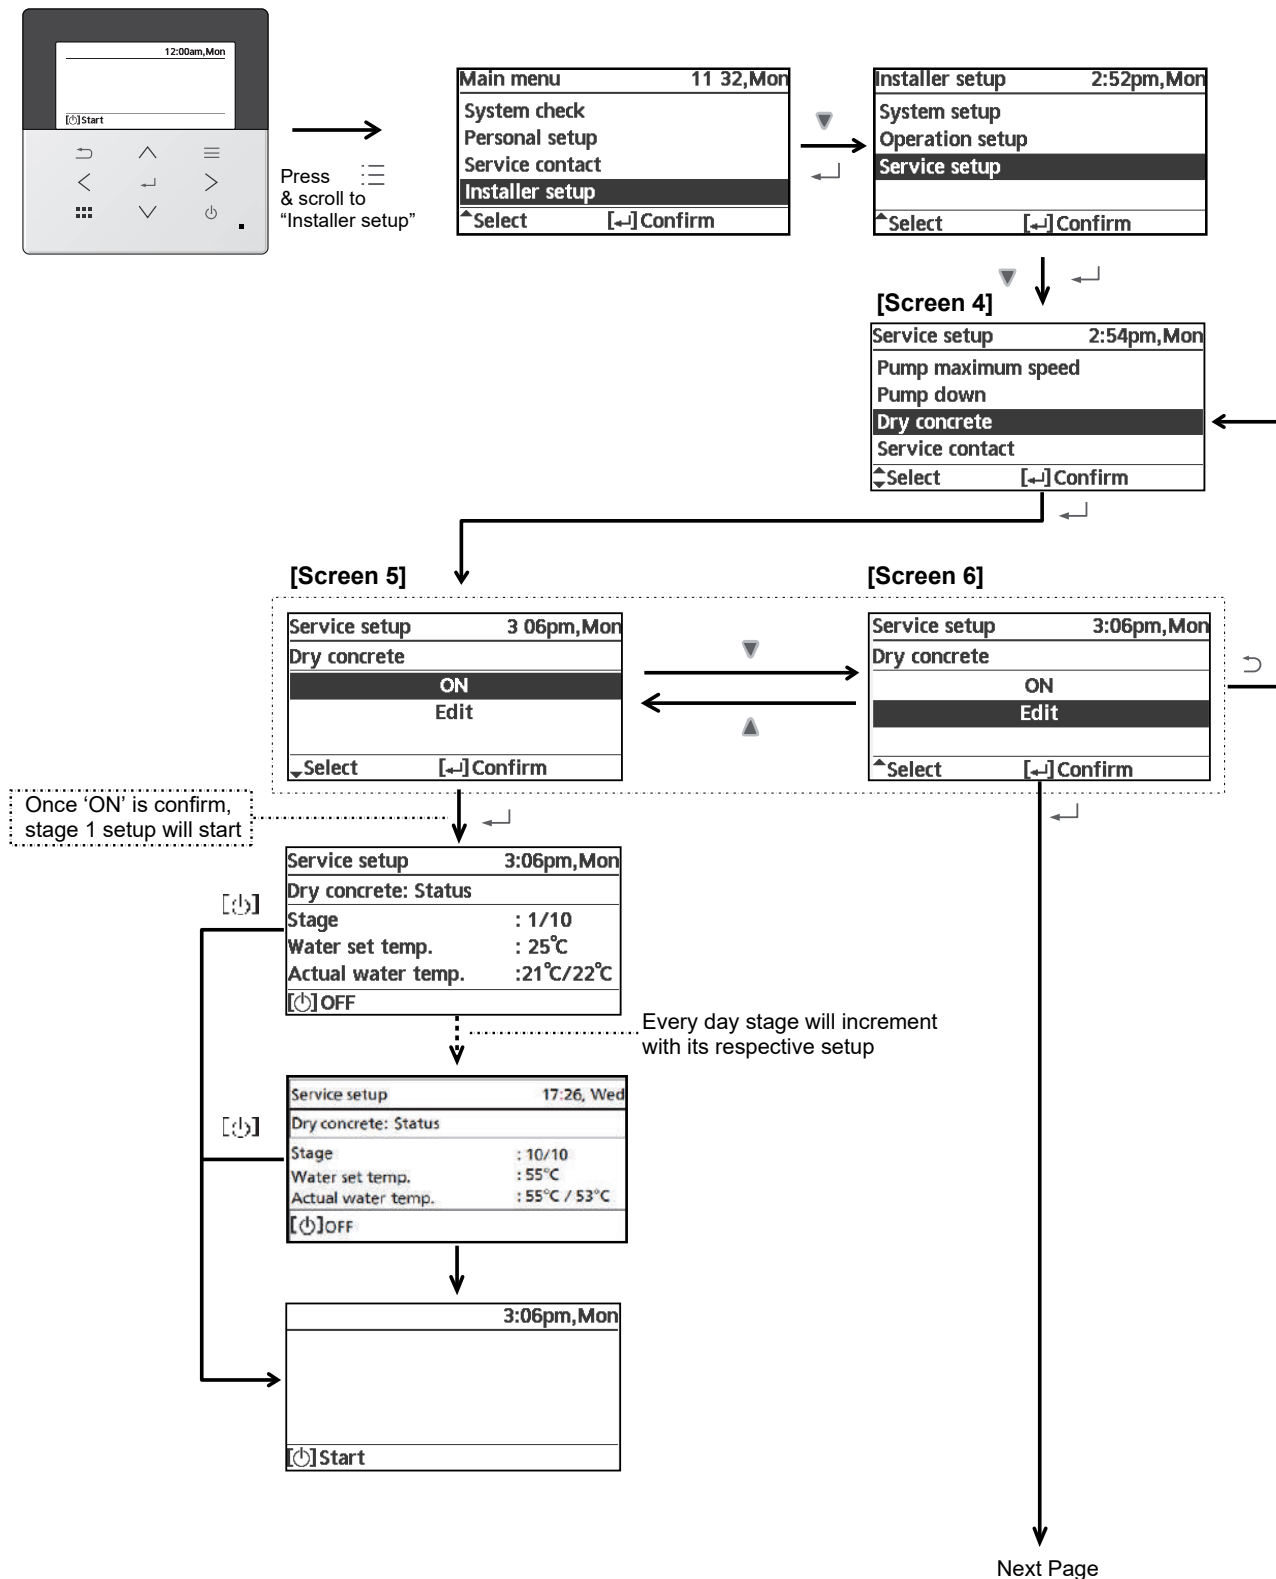 12:00am,Mon
[⏻]Start
Press
& scroll to
“Installer setup”
Main menu 11 32,Mon
System check
Personal setup
Service contact
Installer setup
Select [↵]Confirm
Installer setup 2:52pm,Mon
System setup
Operation setup
Service setup
Select [↵]Confirm
[Screen 4]
Service setup 2:54pm,Mon
Pump maximum speed
Pump down
Dry concrete
Service contact
Select [↵]Confirm
[Screen 5]
Service setup 3 06pm,Mon
Dry concrete
ON
Edit
Select [↵]Confirm
[Screen 6]
Service setup 3:06pm,Mon
Dry concrete
ON
Edit
Select [↵]Confirm
Once ‘ON’ is confirm,
stage 1 setup will start
[⏻]
Service setup 3:06pm,Mon
Dry concrete: Status
Stage : 1/10
Water set temp. : 25°C
Actual water temp. :21°C/22°C
[⏻]OFF
Every day stage will increment
with its respective setup
[⏻]
Service setup 17:26, Wed
Dry concrete: Status
Stage : 10/10
Water set temp. : 55°C
Actual water temp. : 55°C / 53°C
[⏻]OFF
3:06pm,Mon
[⏻]Start
Next Page